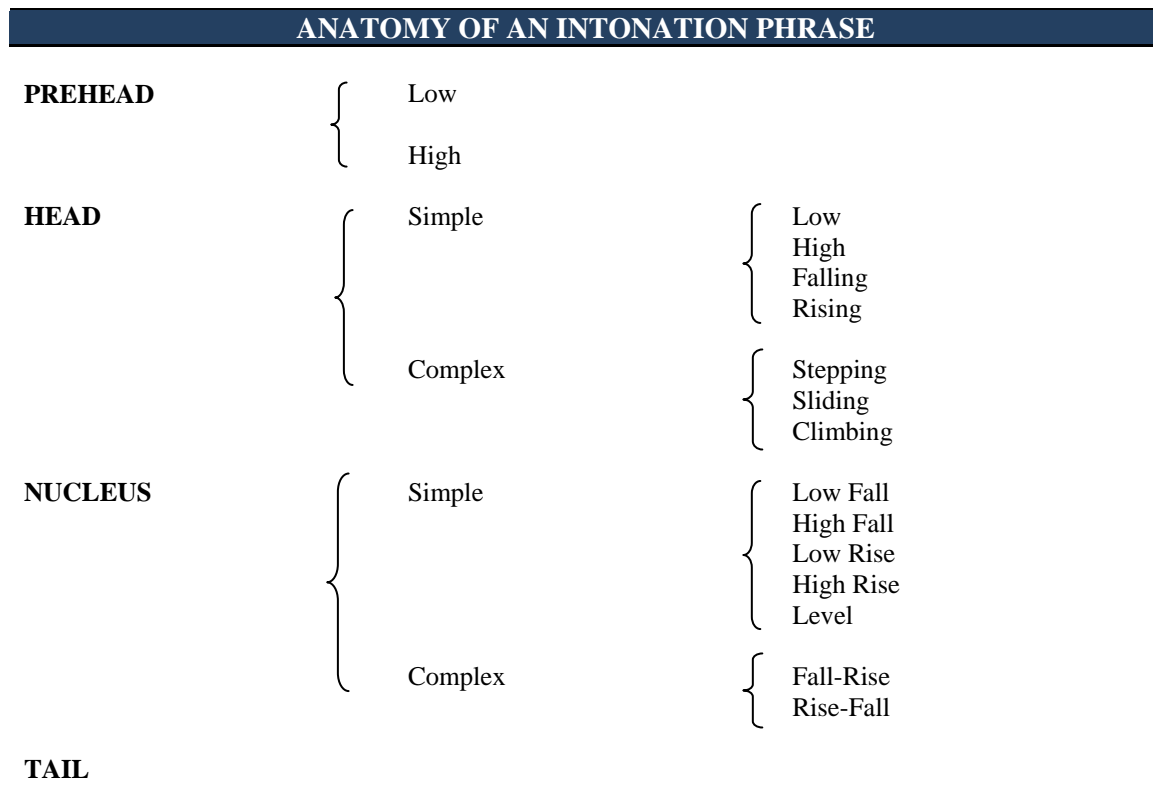 ANATOMY OF AN INTONATION PHRASE
PREHEAD Low
High
HEAD Simple Low
High
Falling
Rising
Complex Stepping
Sliding
Climbing
NUCLEUS Simple Low Fall
High Fall
Low Rise
High Rise
Level
Complex Fall-Rise
Rise-Fall
TAIL